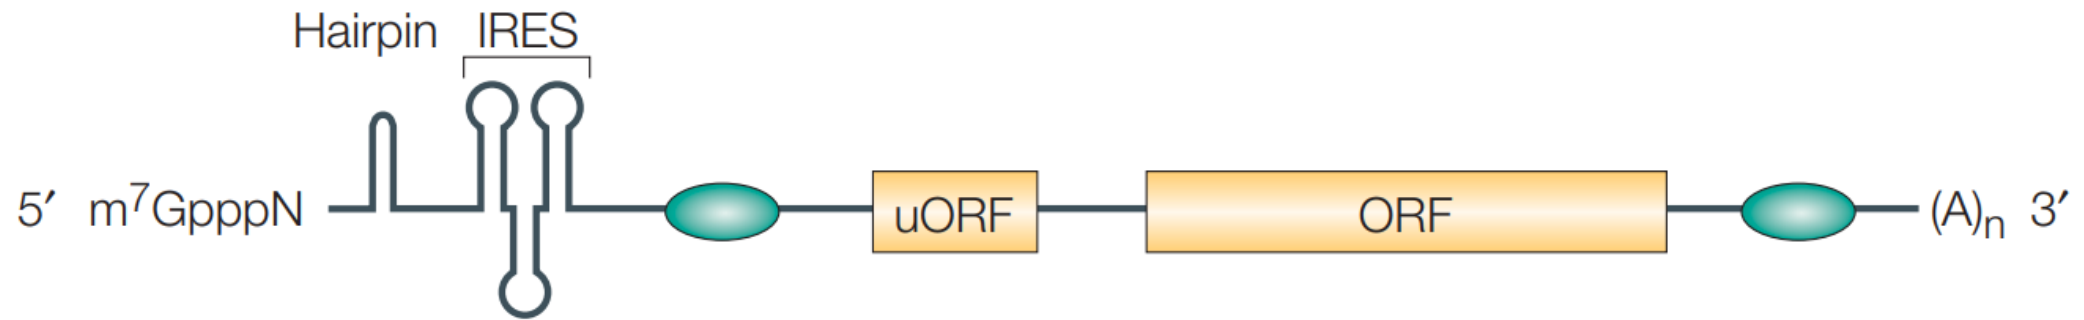 Hairpin IRES
5′ m⁷GpppN uORF ORF (A)ₙ 3′